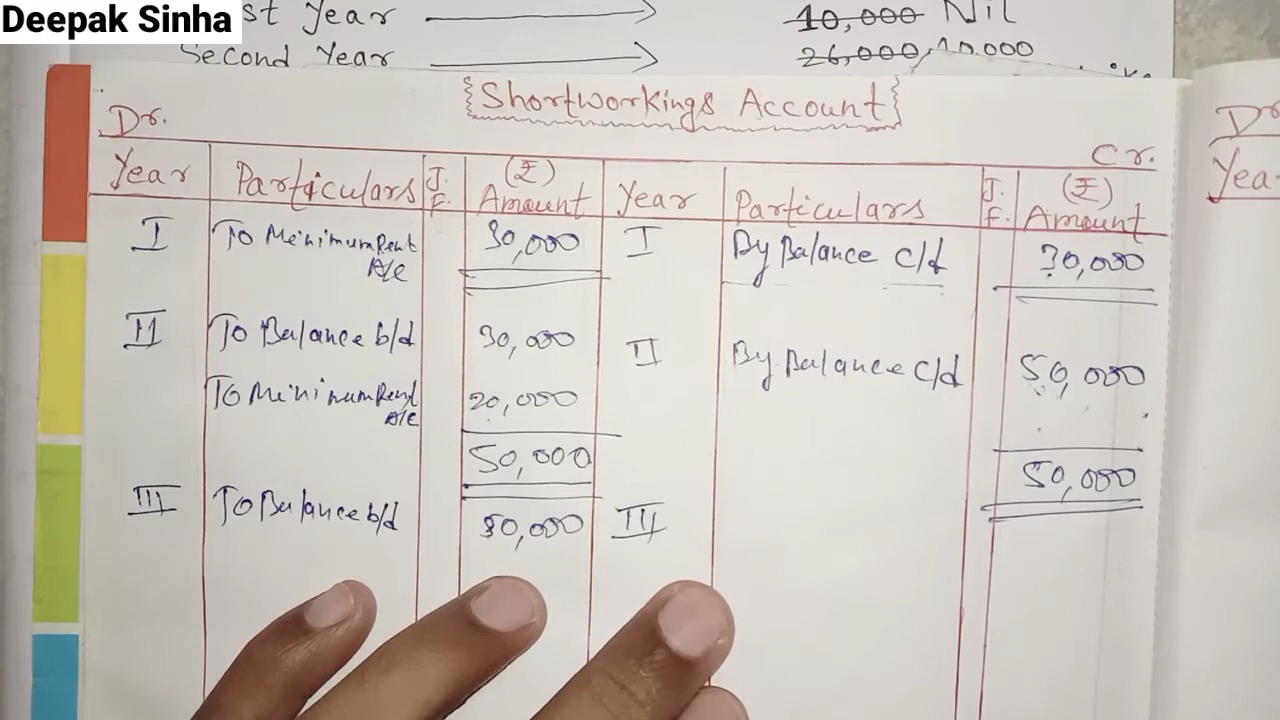 Deepak Sinha
st Year → 10,000 Nil
Second Year → 26,000, 10,000
{Shortworkings Account}
Dr.
Cr.
Year Particulars J.F. (₹) Amount Year Particulars J.F. (₹) Amount
I To Minimum Rent A/c 30,000 I By Balance c/d 30,000
II To Balance b/d 30,000 II By Balance c/d 50,000
To Minimum Rent A/c 20,000
50,000 50,000
III To Balance b/d 50,000 III
Dr
Yea